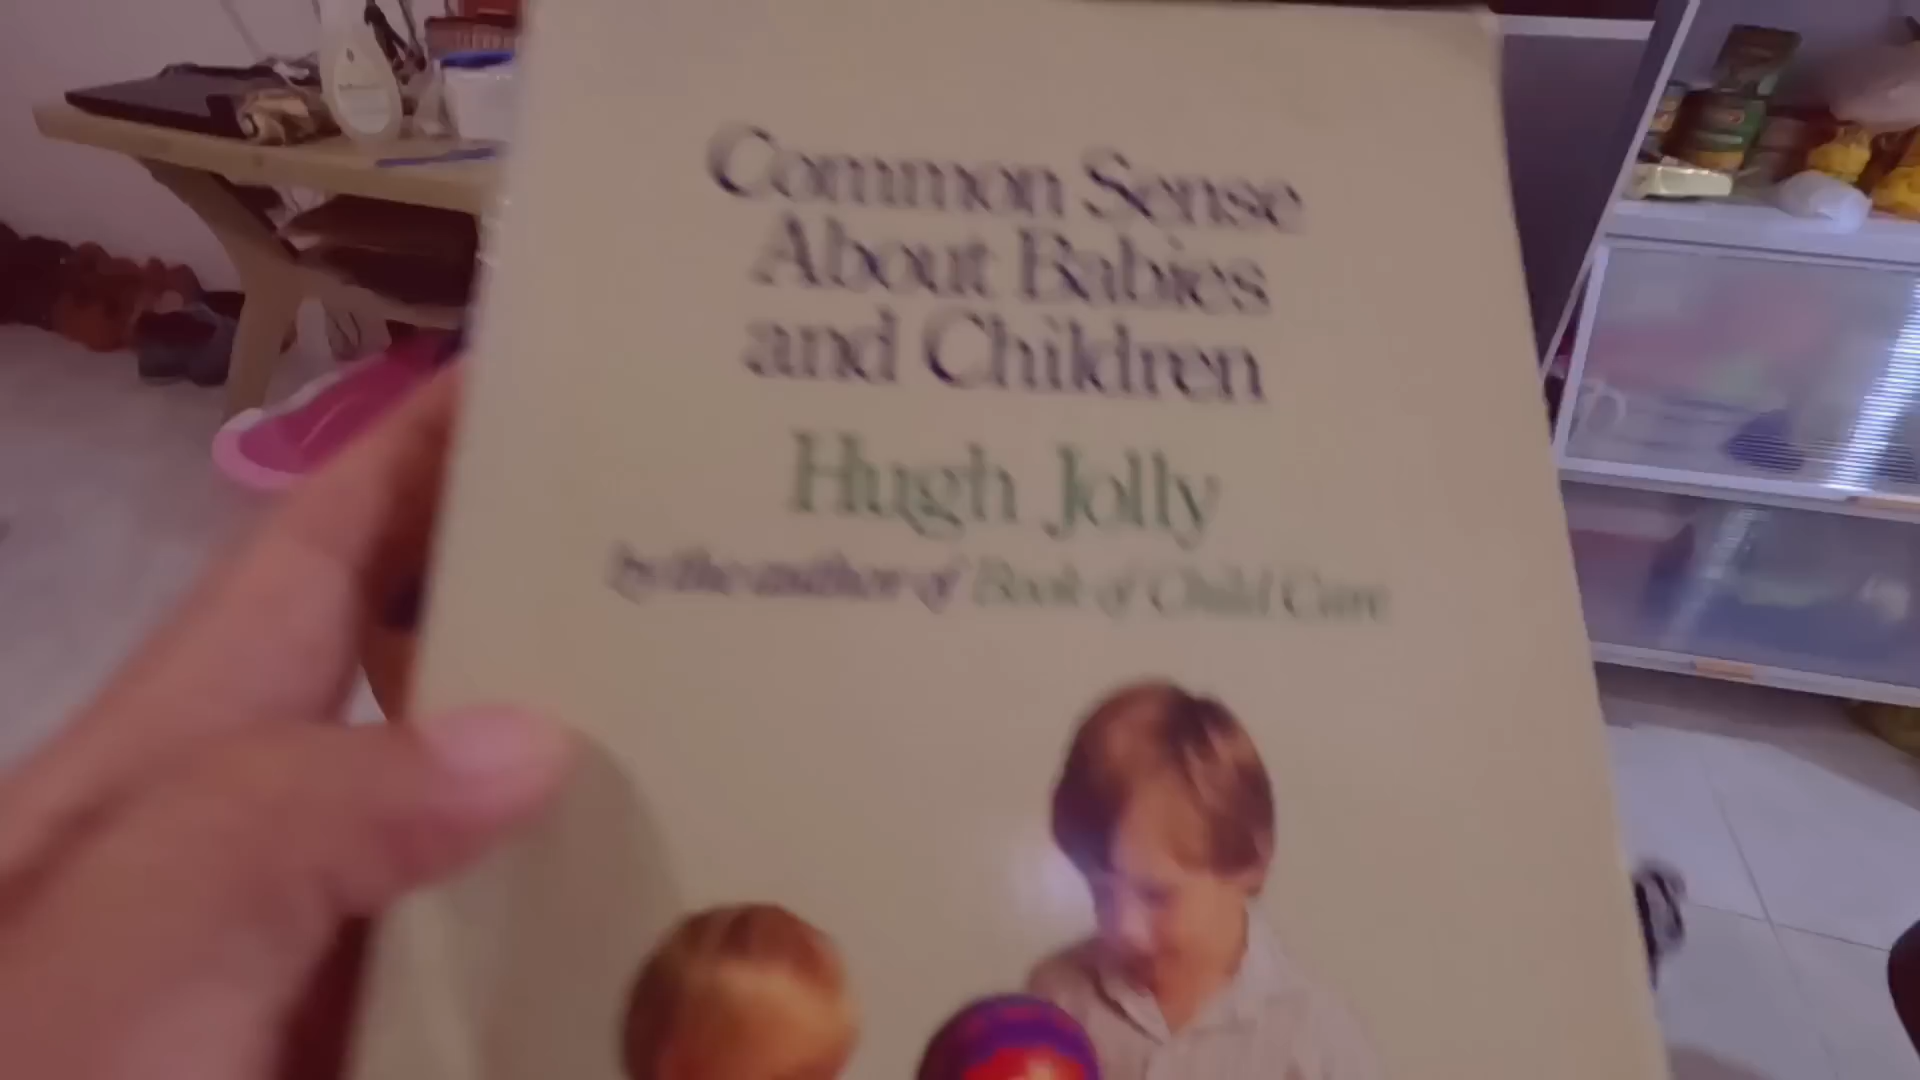 Common Sense
About Babies
and Children
Hugh Jolly
by the author of Book of Child Care